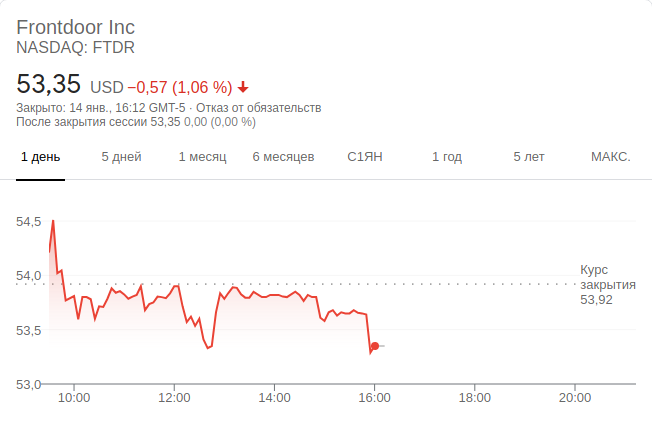 Frontdoor Inc
NASDAQ: FTDR
53,35 USD −0,57 (1,06 %)
Закрыто: 14 янв., 16:12 GMT-5 · Отказ от обязательств
После закрытия сессии 53,35 0,00 (0,00 %)
1 день 5 дней 1 месяц 6 месяцев С1ЯН 1 год 5 лет МАКС.
54,5
54,0
53,5
53,0
Курс
закрытия
53,92
10:00 12:00 14:00 16:00 18:00 20:00